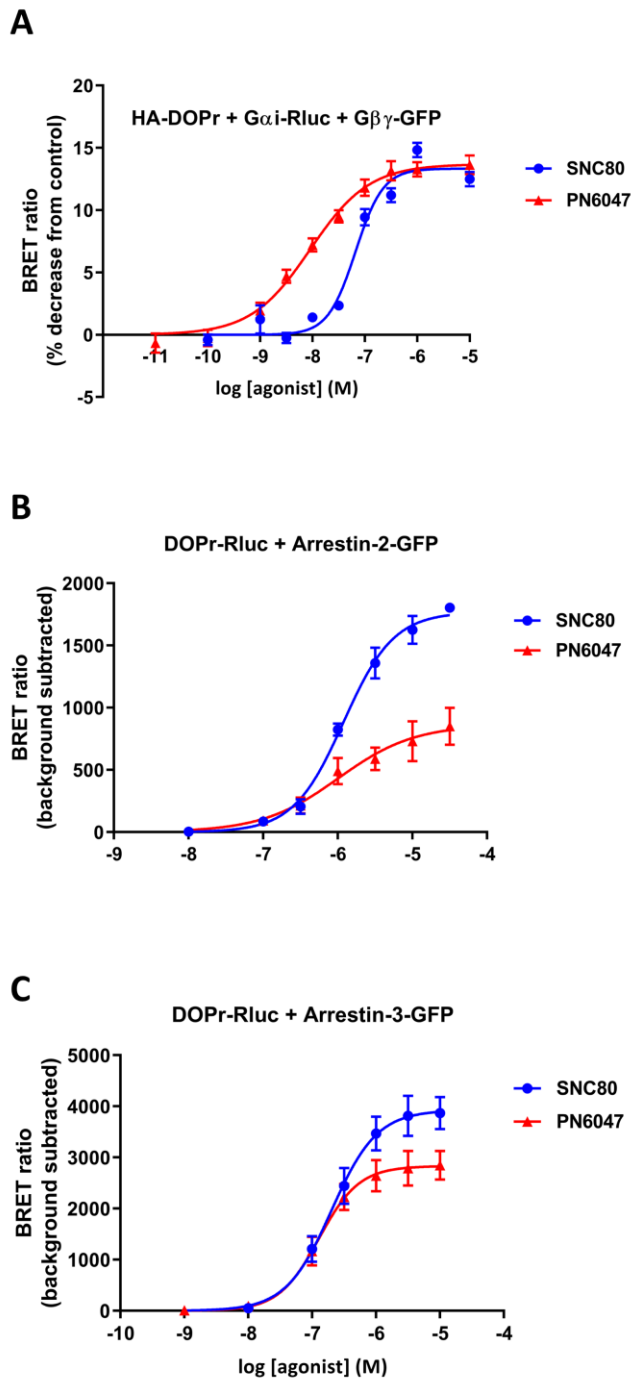 A
HA-DOPr + Gαi-Rluc + Gβγ-GFP
BRET ratio
(% decrease from control)
20
15
10
5
0
-5
-11 -10 -9 -8 -7 -6 -5
log [agonist] (M)
SNC80
PN6047
B
DOPr-Rluc + Arrestin-2-GFP
BRET ratio
(background subtracted)
2000
1500
1000
500
0
-9 -8 -7 -6 -5 -4
SNC80
PN6047
C
DOPr-Rluc + Arrestin-3-GFP
BRET ratio
(background subtracted)
5000
4000
3000
2000
1000
0
-10 -9 -8 -7 -6 -5 -4 -3
log [agonist] (M)
SNC80
PN6047